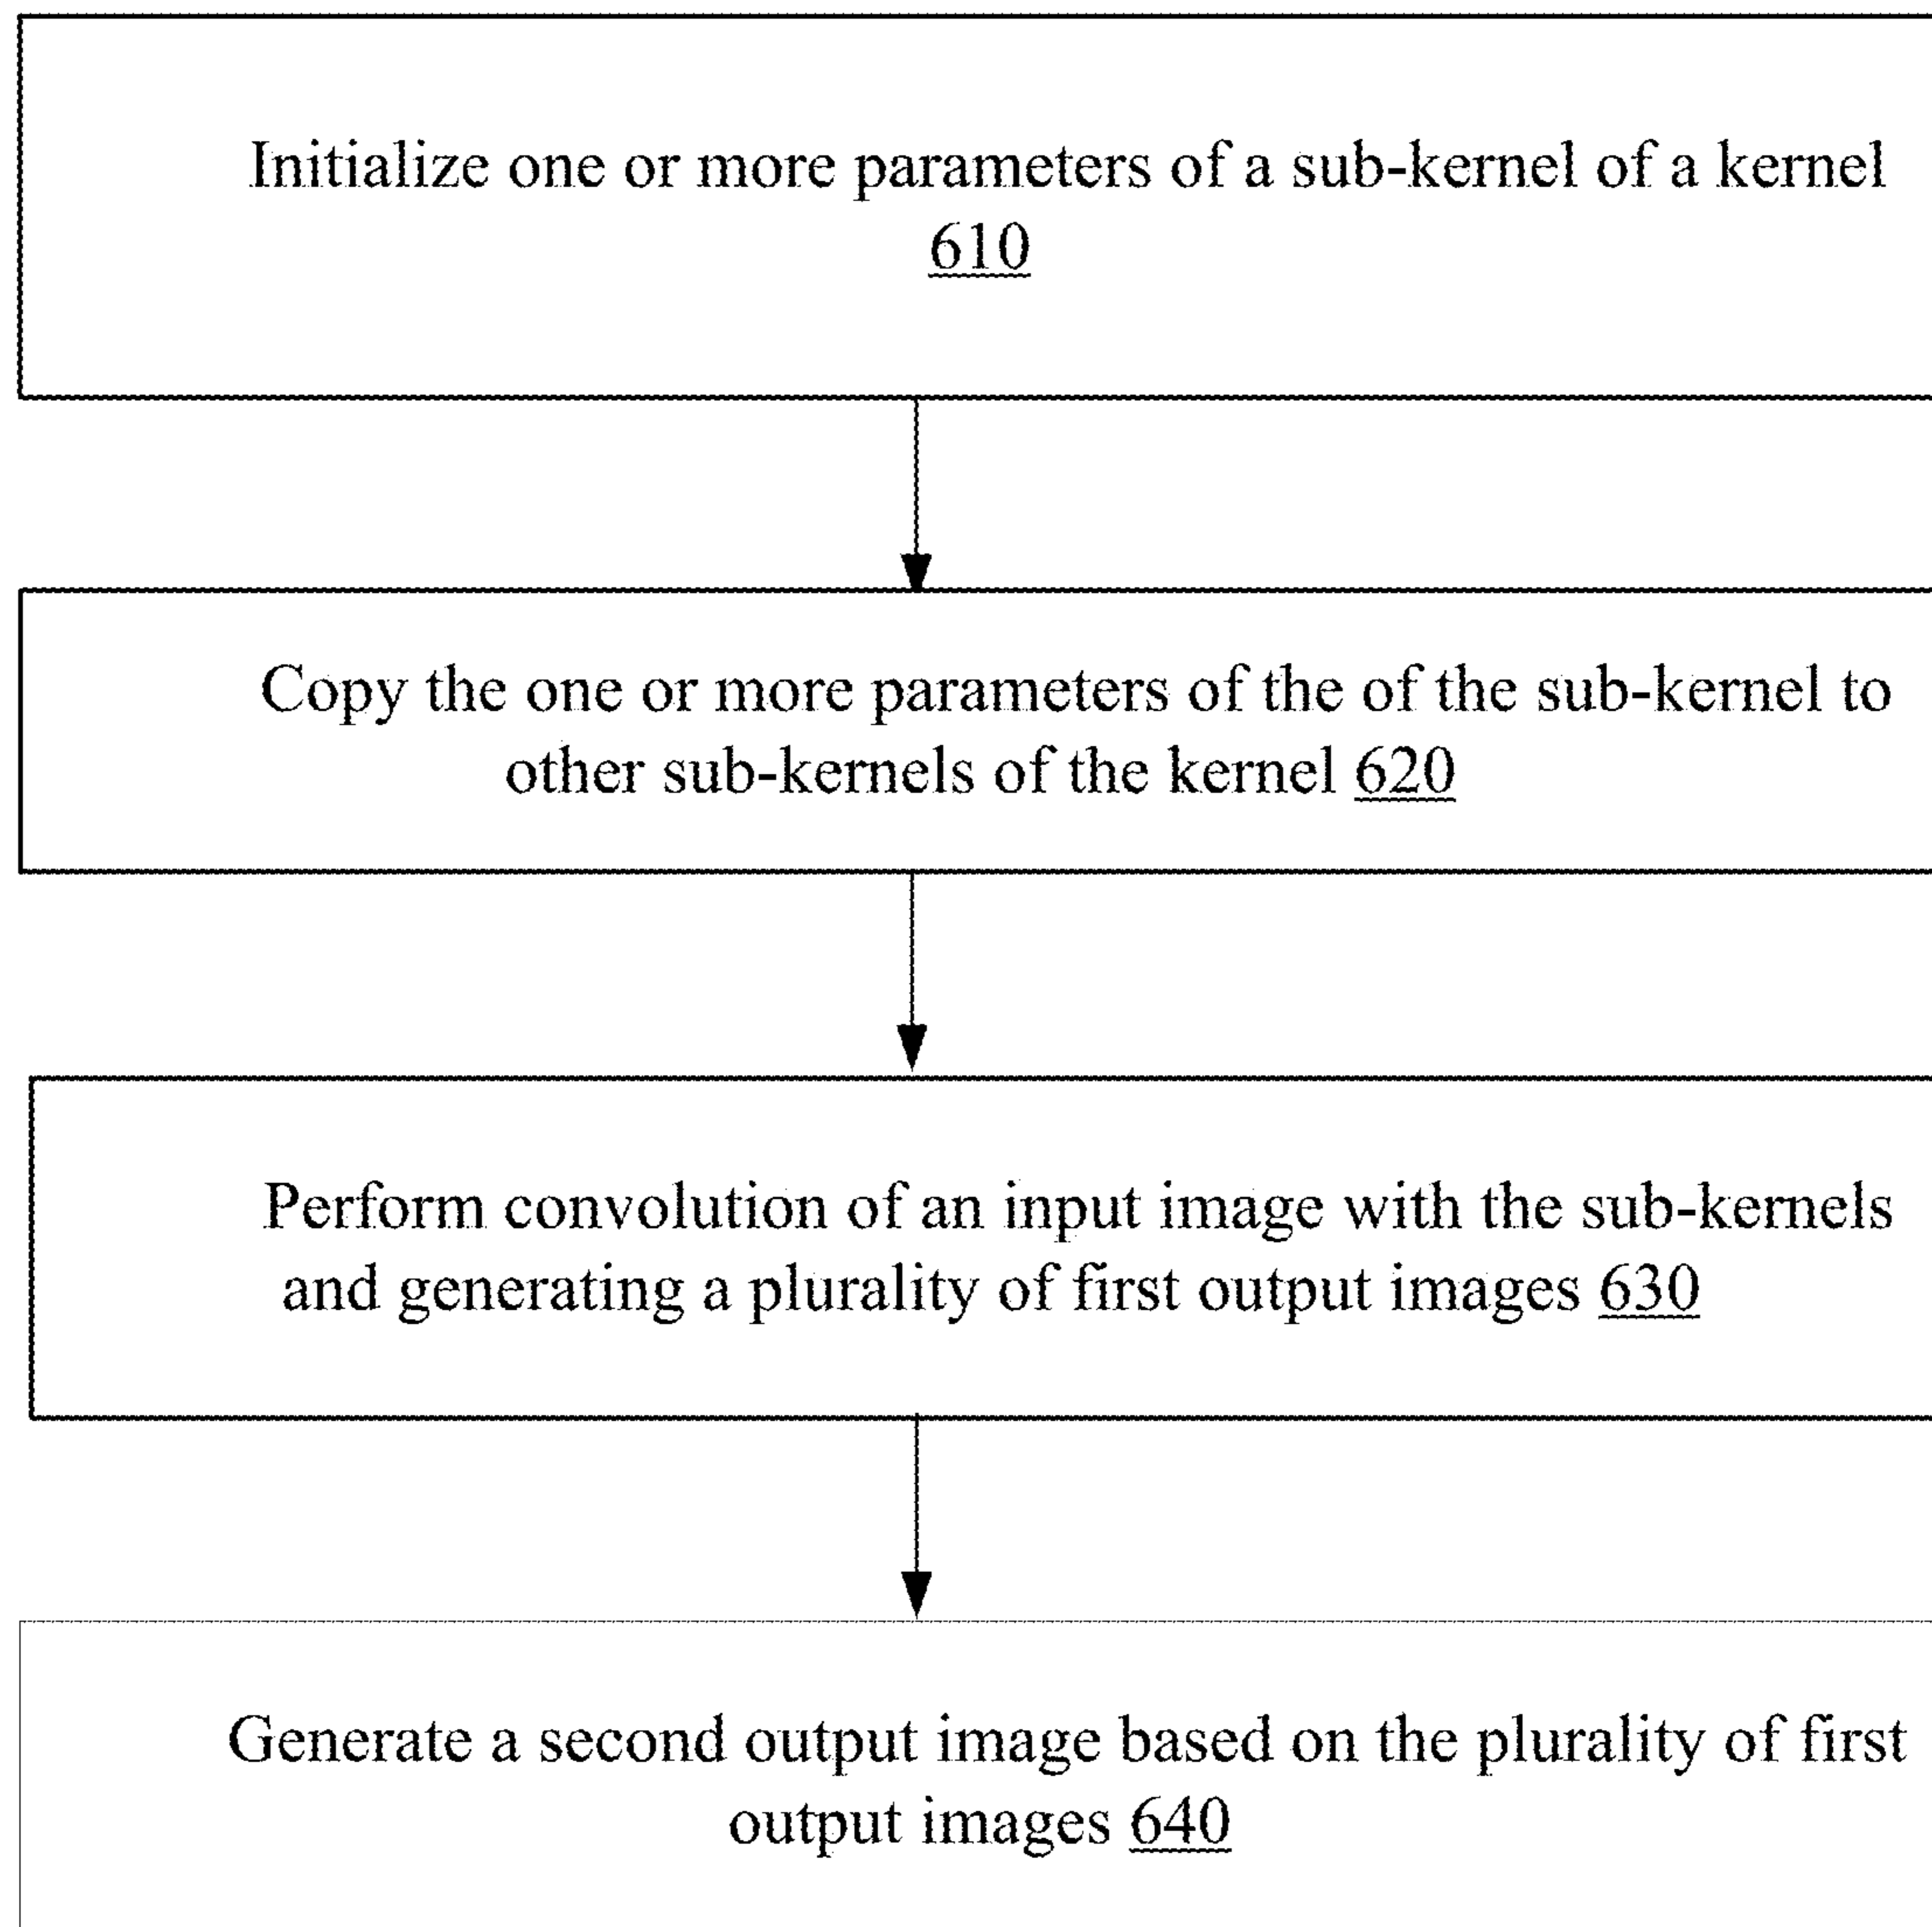 Initialize one or more parameters of a sub-kernel of a kernel
610
Copy the one or more parameters of the of the sub-kernel to
other sub-kernels of the kernel 620
Perform convolution of an input image with the sub-kernels
and generating a plurality of first output images 630
Generate a second output image based on the plurality of first
output images 640